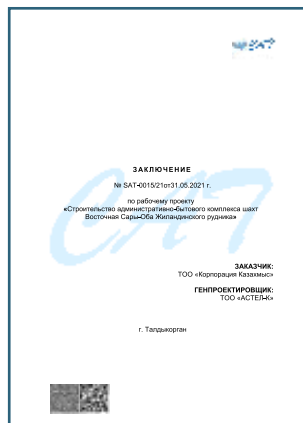 ЗАКЛЮЧЕНИЕ
№ SAT-0015/21от31.05.2021 г.
по рабочему проекту
«Строительство административно-бытового комплекса шахт
Восточная Сары-Оба Жиландинского рудника»
ЗАКАЗЧИК:
ТОО «Корпорация Казахмыс»
ГЕНПРОЕКТИРОВЩИК:
ТОО «АСТЕЛ-К»
г. Талдыкорган